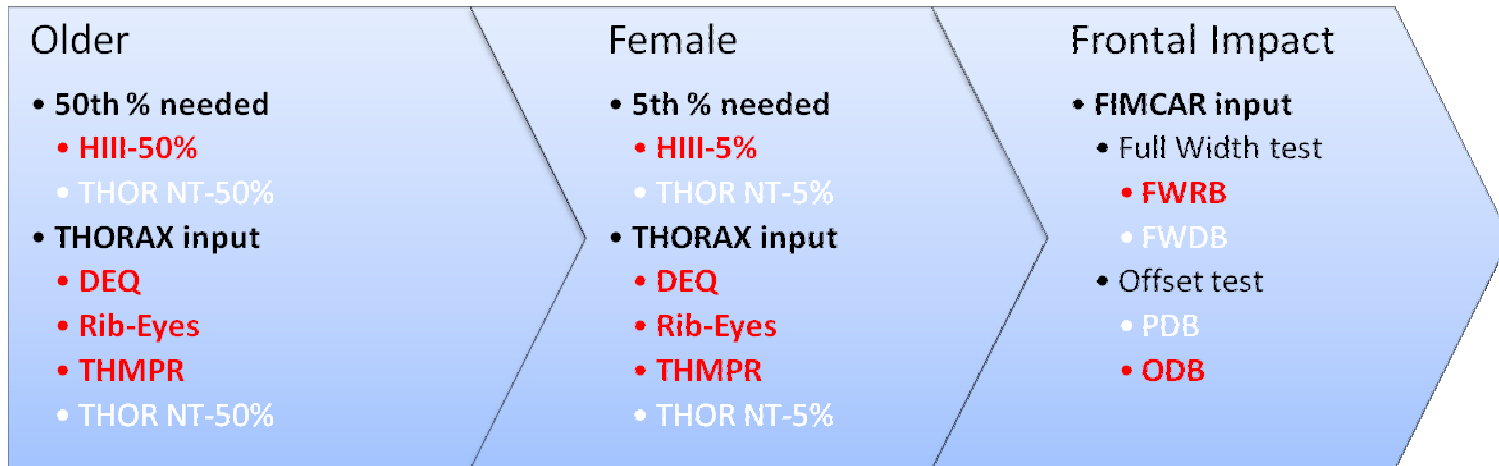 Older
• 50th % needed
• HIII-50%
• THOR NT-50%
• THORAX input
• DEQ
• Rib-Eyes
• THMPR
• THOR NT-50%
Female
• 5th % needed
• HIII-5%
• THOR NT-5%
• THORAX input
• DEQ
• Rib-Eyes
• THMPR
• THOR NT-5%
Frontal Impact
• FIMCAR input
• Full Width test
• FWRB
• FWDB
• Offset test
• PDB
• ODB